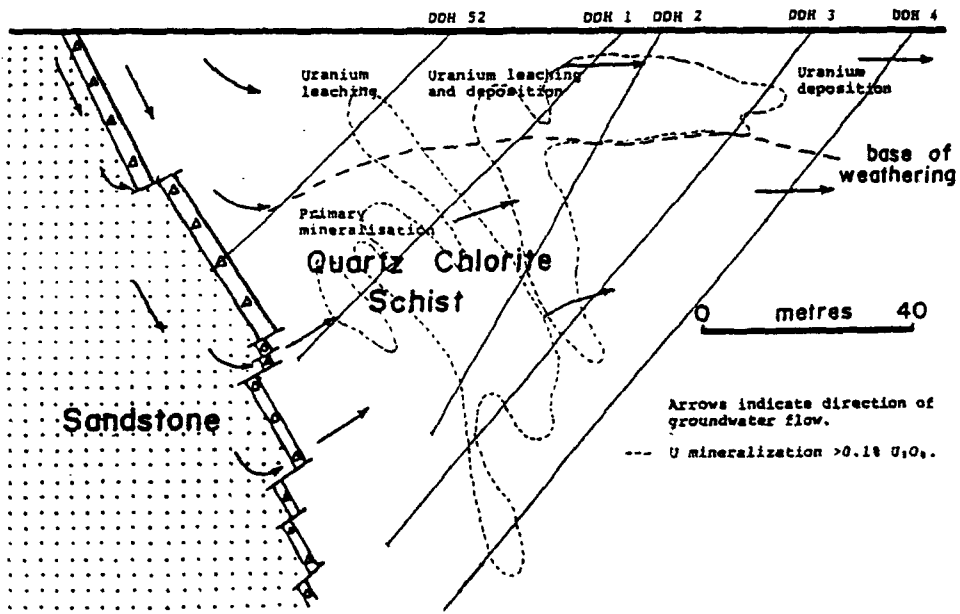 DDH 52
DDH 1
DDH 2
DDH 3
DDH 4
Uranium
leaching
Uranium leaching
and deposition
Uranium
deposition
base of
weathering
Primary
mineralisation
Quartz Chlorite
Schist
0 metres 40
Sandstone
Arrows indicate direction of
groundwater flow.
--- U mineralization >0.1% U₃O₈.